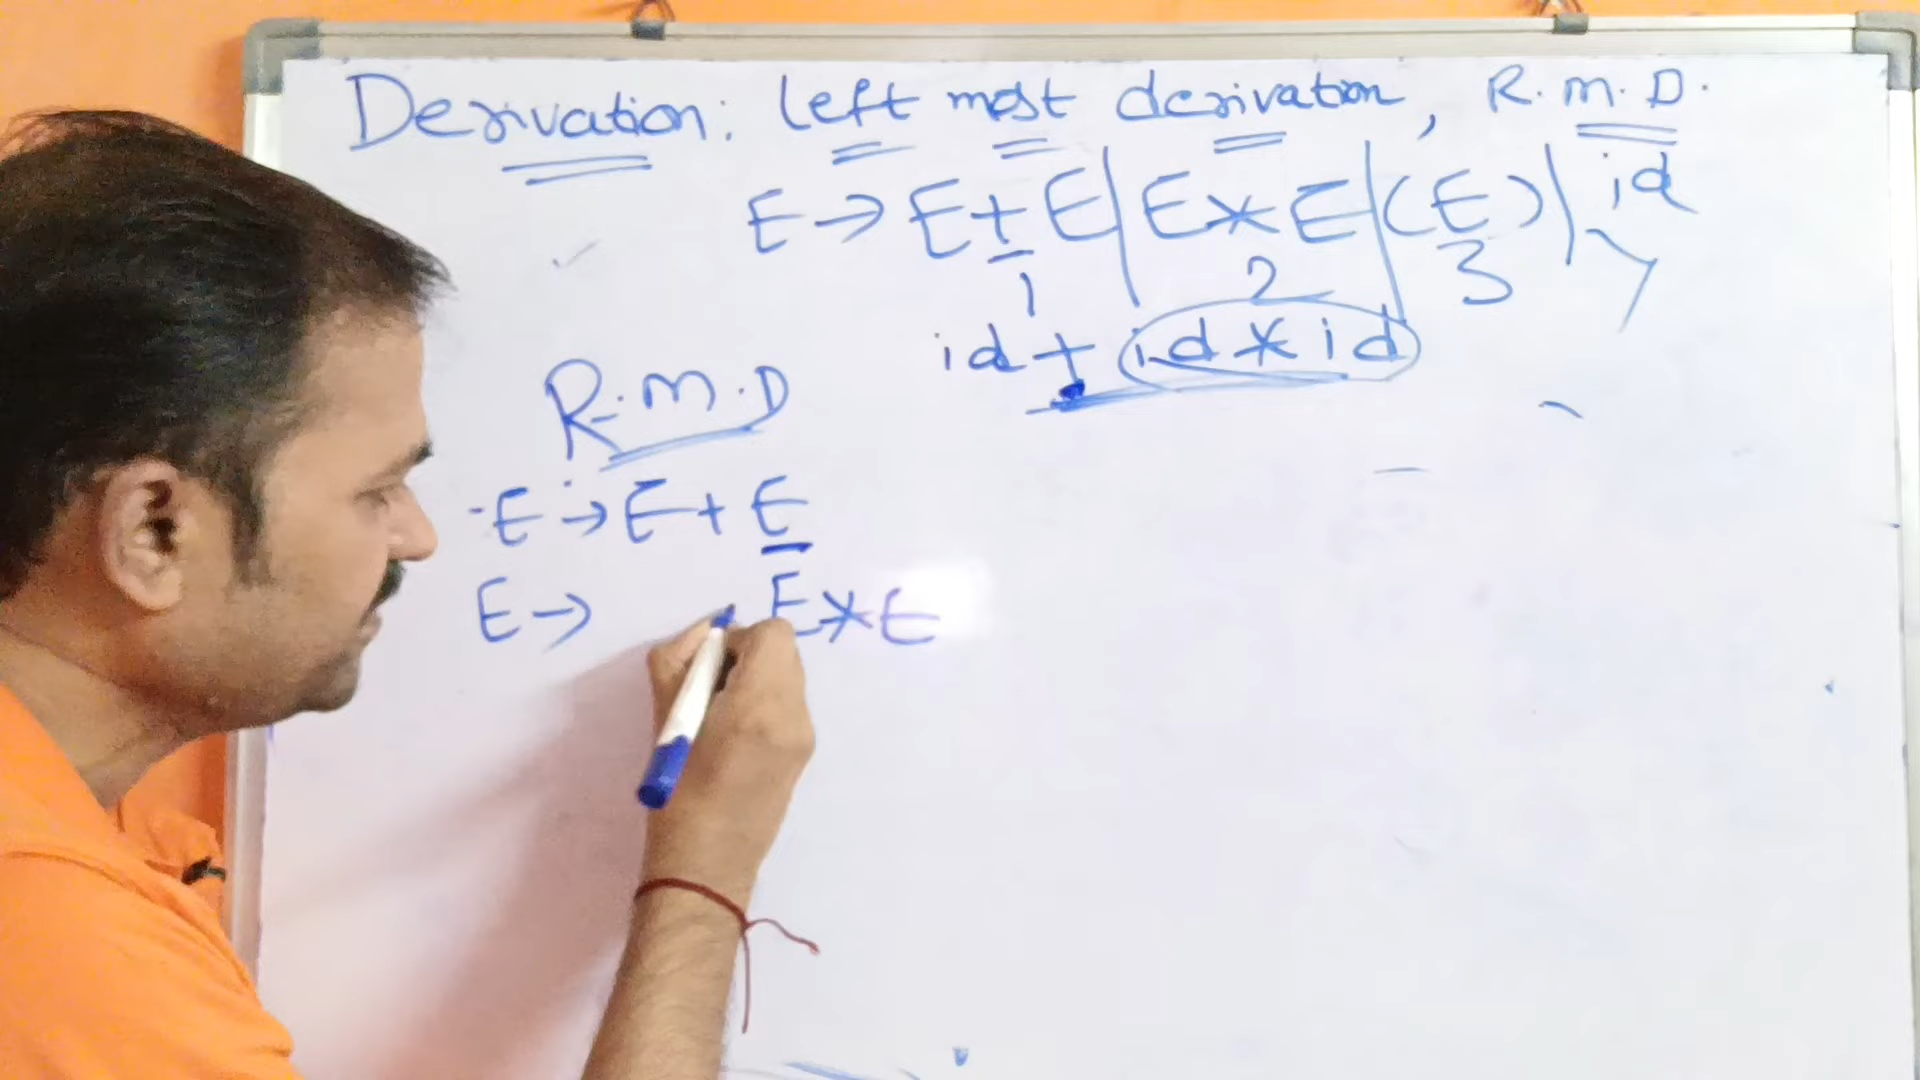 Derivation: left most derivation, R.M.D.
E → E + E | E * E | (E) | id
1 2 3
id + id * id
R.M.D
E → E + E
E → E * E